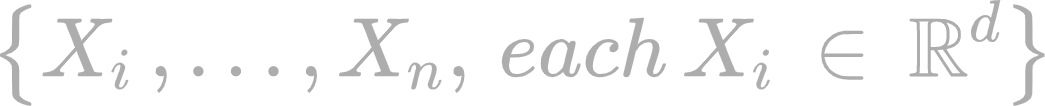 {X_i ,..., X_n, each X_i ∈ ℝ^d}